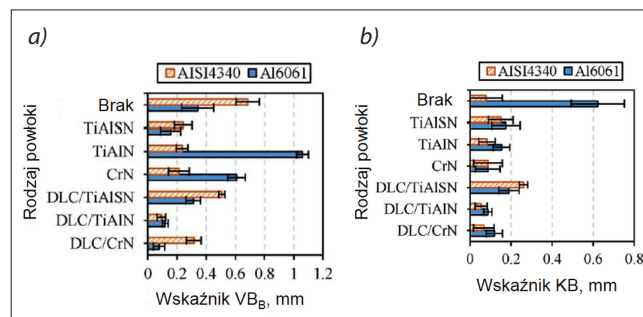 a)
AISI4340 Al6061
Rodzaj powłoki
Brak
TiAlSN
TiAlN
CrN
DLC/TiAlSN
DLC/TiAlN
DLC/CrN
0 0.2 0.4 0.6 0.8 1 1.2
Wskaźnik VBB, mm
b)
AISI4340 Al6061
Rodzaj powłoki
Brak
TiAlSN
TiAlN
CrN
DLC/TiAlSN
DLC/TiAlN
DLC/CrN
0 0.2 0.4 0.6 0.8
Wskaźnik KB, mm